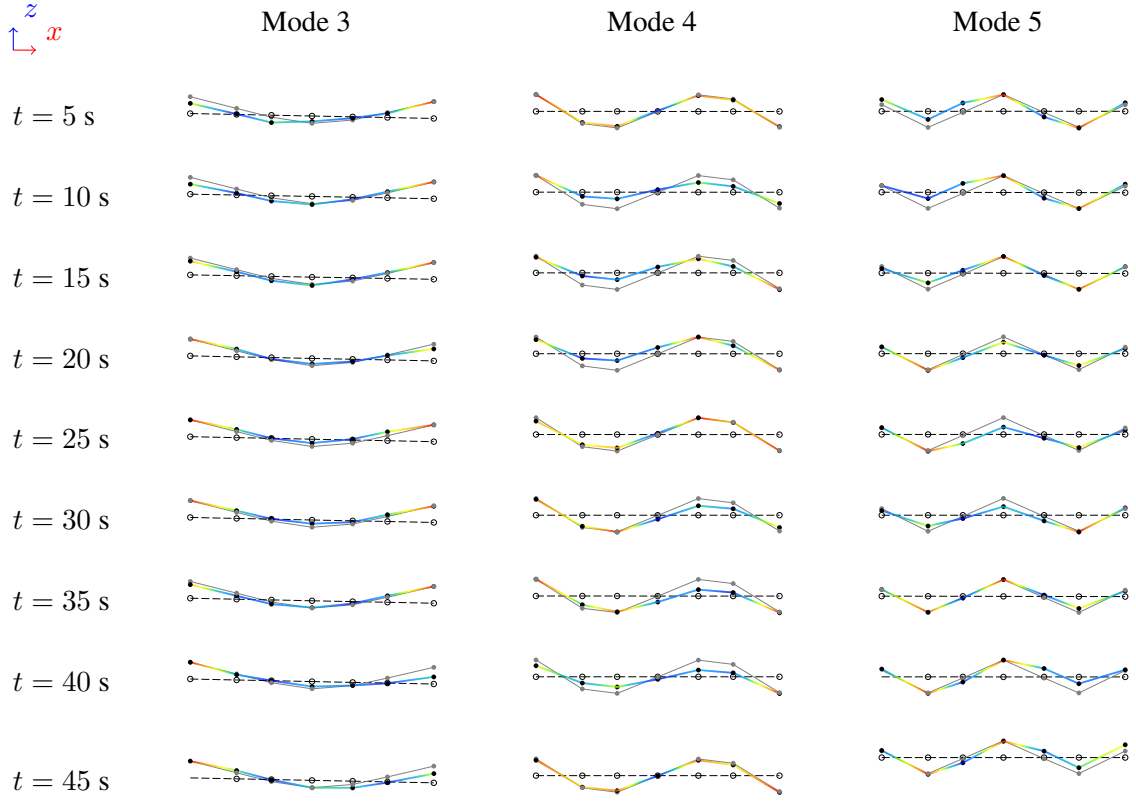 z
x
Mode 3 Mode 4 Mode 5
t = 5 s
t = 10 s
t = 15 s
t = 20 s
t = 25 s
t = 30 s
t = 35 s
t = 40 s
t = 45 s